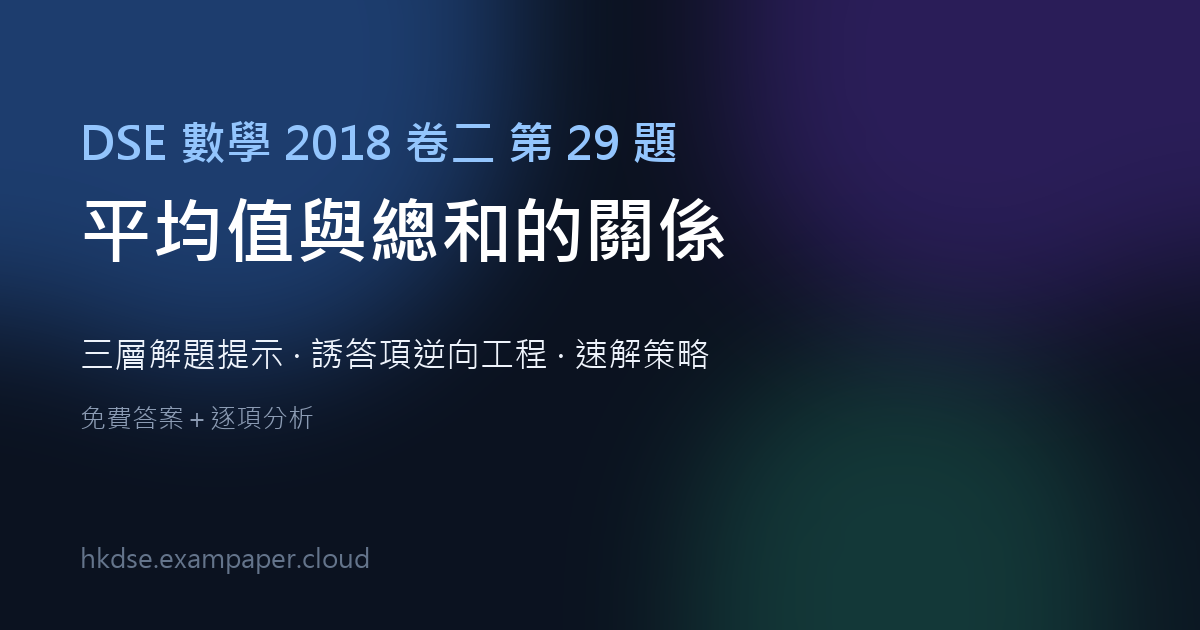 DSE 數學 2018 卷二 第 29 題
平均值與總和的關係
三層解題提示 · 誘答項逆向工程 · 速解策略
免費答案 + 逐項分析
hkdse.exampaper.cloud